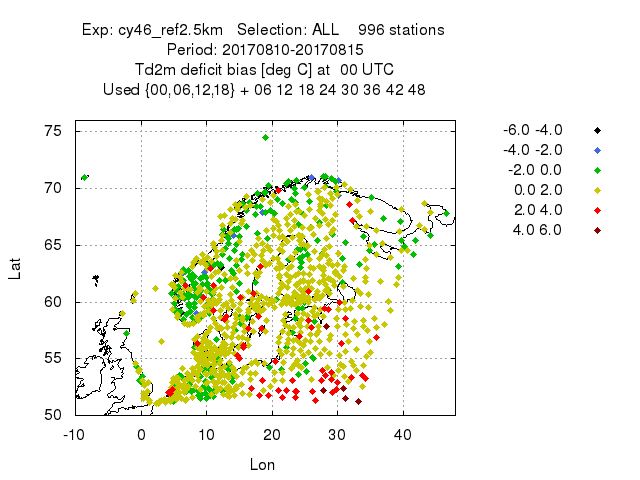 Exp: cy46_ref2.5km Selection: ALL 996 stations
Period: 20170810-20170815
Td2m deficit bias [deg C] at 00 UTC
Used {00,06,12,18} + 06 12 18 24 30 36 42 48
-6.0 -4.0
-4.0 -2.0
-2.0 0.0
0.0 2.0
2.0 4.0
4.0 6.0
75
70
65
60
55
50
Lat
-10 0 10 20 30 40
Lon